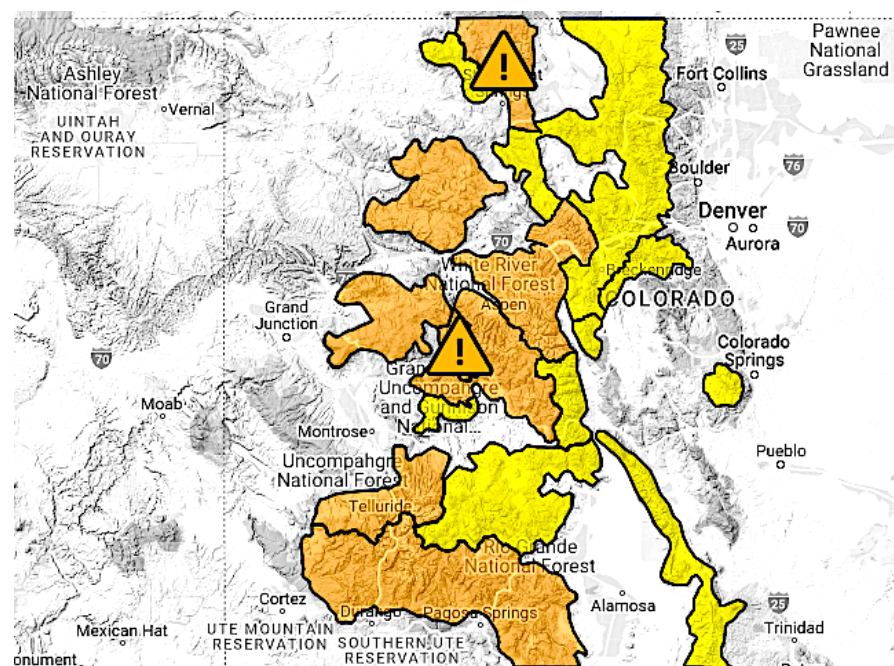 Pawnee
National
Grassland
25
Fort Collins
Ashley
National Forest
Vernal
UINTAH
AND OURAY
RESERVATION
!
Boulder
76
Denver
70
Aurora
70
White River
National Forest
Aspen
Breckenridge
COLORADO
Grand
Junction
70
!
Colorado
Springs
Uncompahgre
and Gunnison
National...
Moab
Montrose
Pueblo
Uncompahgre
National Forest
Telluride
Rio Grande
National Forest
Cortez
Durango
Pagosa Springs
Alamosa
25
Trinidad
Mexican Hat
UTE MOUNTAIN
RESERVATION
SOUTHERN UTE
RESERVATION
onument